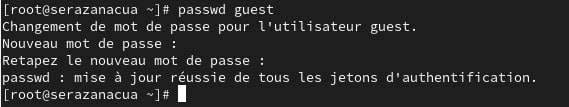 [root@serazanacua ~]# passwd guest
Changement de mot de passe pour l'utilisateur guest.
Nouveau mot de passe :
Retapez le nouveau mot de passe :
passwd : mise à jour réussie de tous les jetons d'authentification.
[root@serazanacua ~]#